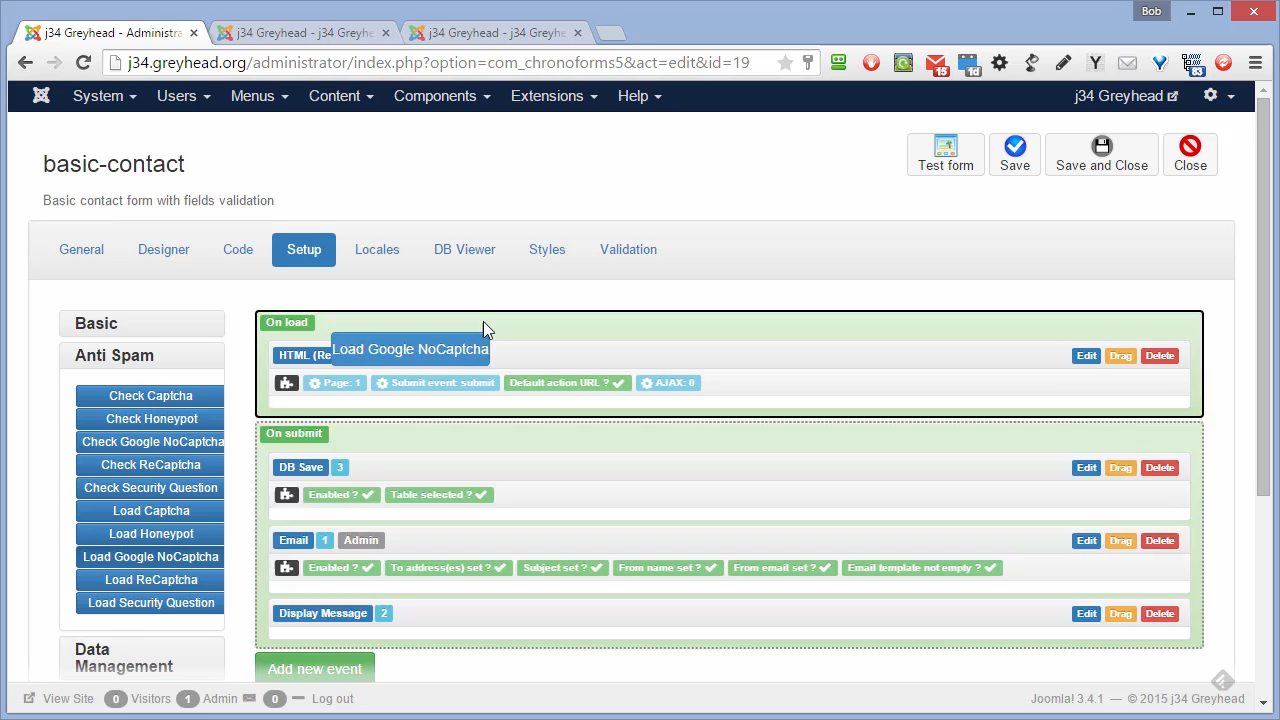 Bob
j34 Greyhead - Administra
j34 Greyhead - j34 Greyhe
j34 Greyhead - j34 Greyhe
j34.greyhead.org/administrator/index.php?option=com_chronoforms5&act=edit&id=19
15
1d
83
System Users Menus Content Components Extensions Help j34 Greyhead
basic-contact
Test form Save Save and Close Close
Basic contact form with fields validation
General Designer Code Setup Locales DB Viewer Styles Validation
Basic
Anti Spam
Check Captcha
Check Honeypot
Check Google NoCaptcha
Check ReCaptcha
Check Security Question
Load Captcha
Load Honeypot
Load Google NoCaptcha
Load ReCaptcha
Load Security Question
Data
Management
On load
Load Google NoCaptcha
HTML (Re Edit Drag Delete
Page: 1 Submit event: submit Default action URL ? AJAX: 0
On submit
DB Save 3 Edit Drag Delete
Enabled ? Table selected ?
Email 1 Admin Edit Drag Delete
Enabled ? To address(es) set ? Subject set ? From name set ? From email set ? Email template not empty ?
Display Message 2 Edit Drag Delete
Add new event
View Site 0 Visitors 1 Admin 0 Log out Joomla! 3.4.1 — © 2015 j34 Greyhead